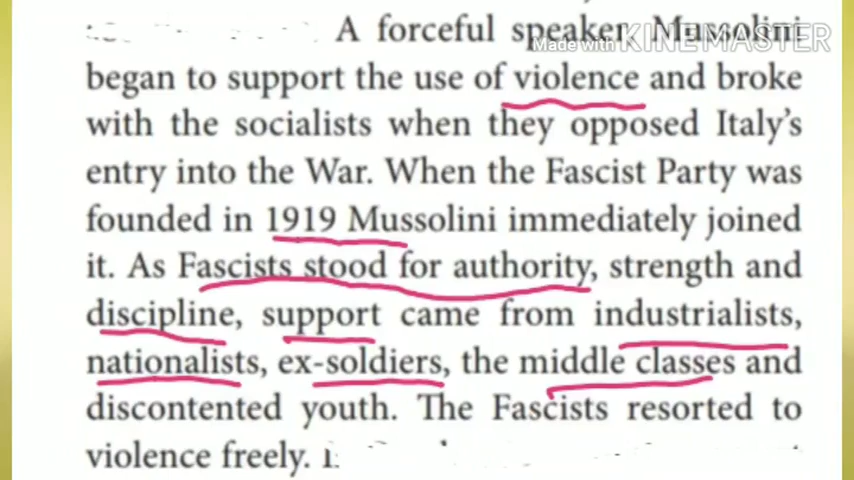 A forceful speaker, Mussolini
Made with KINEMASTER
began to support the use of violence and broke
with the socialists when they opposed Italy's
entry into the War. When the Fascist Party was
founded in 1919 Mussolini immediately joined
it. As Fascists stood for authority, strength and
discipline, support came from industrialists,
nationalists, ex-soldiers, the middle classes and
discontented youth. The Fascists resorted to
violence freely.